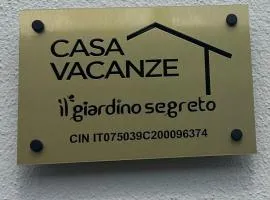 CASA
VACANZE
il giardino segreto
CIN IT075039C200096374